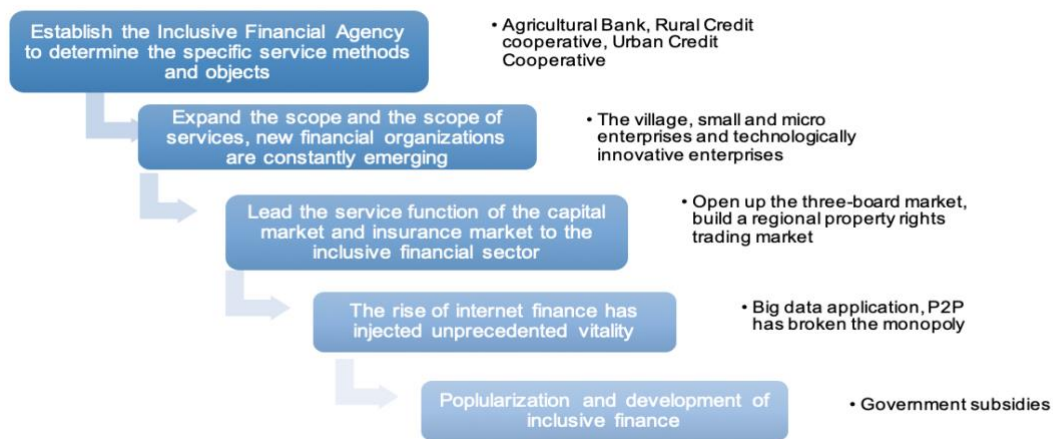 Establish the Inclusive Financial Agency
to determine the specific service methods
and objects
• Agricultural Bank, Rural Credit
cooperative, Urban Credit
Cooperative
Expand the scope and the scope of
services, new financial organizations
are constantly emerging
• The village, small and micro
enterprises and technologically
innovative enterprises
Lead the service function of the capital
market and insurance market to the
inclusive financial sector
• Open up the three-board market,
build a regional property rights
trading market
The rise of internet finance has
injected unprecedented vitality
• Big data application, P2P
has broken the monopoly
Poplularization and development of
inclusive finance
• Government subsidies